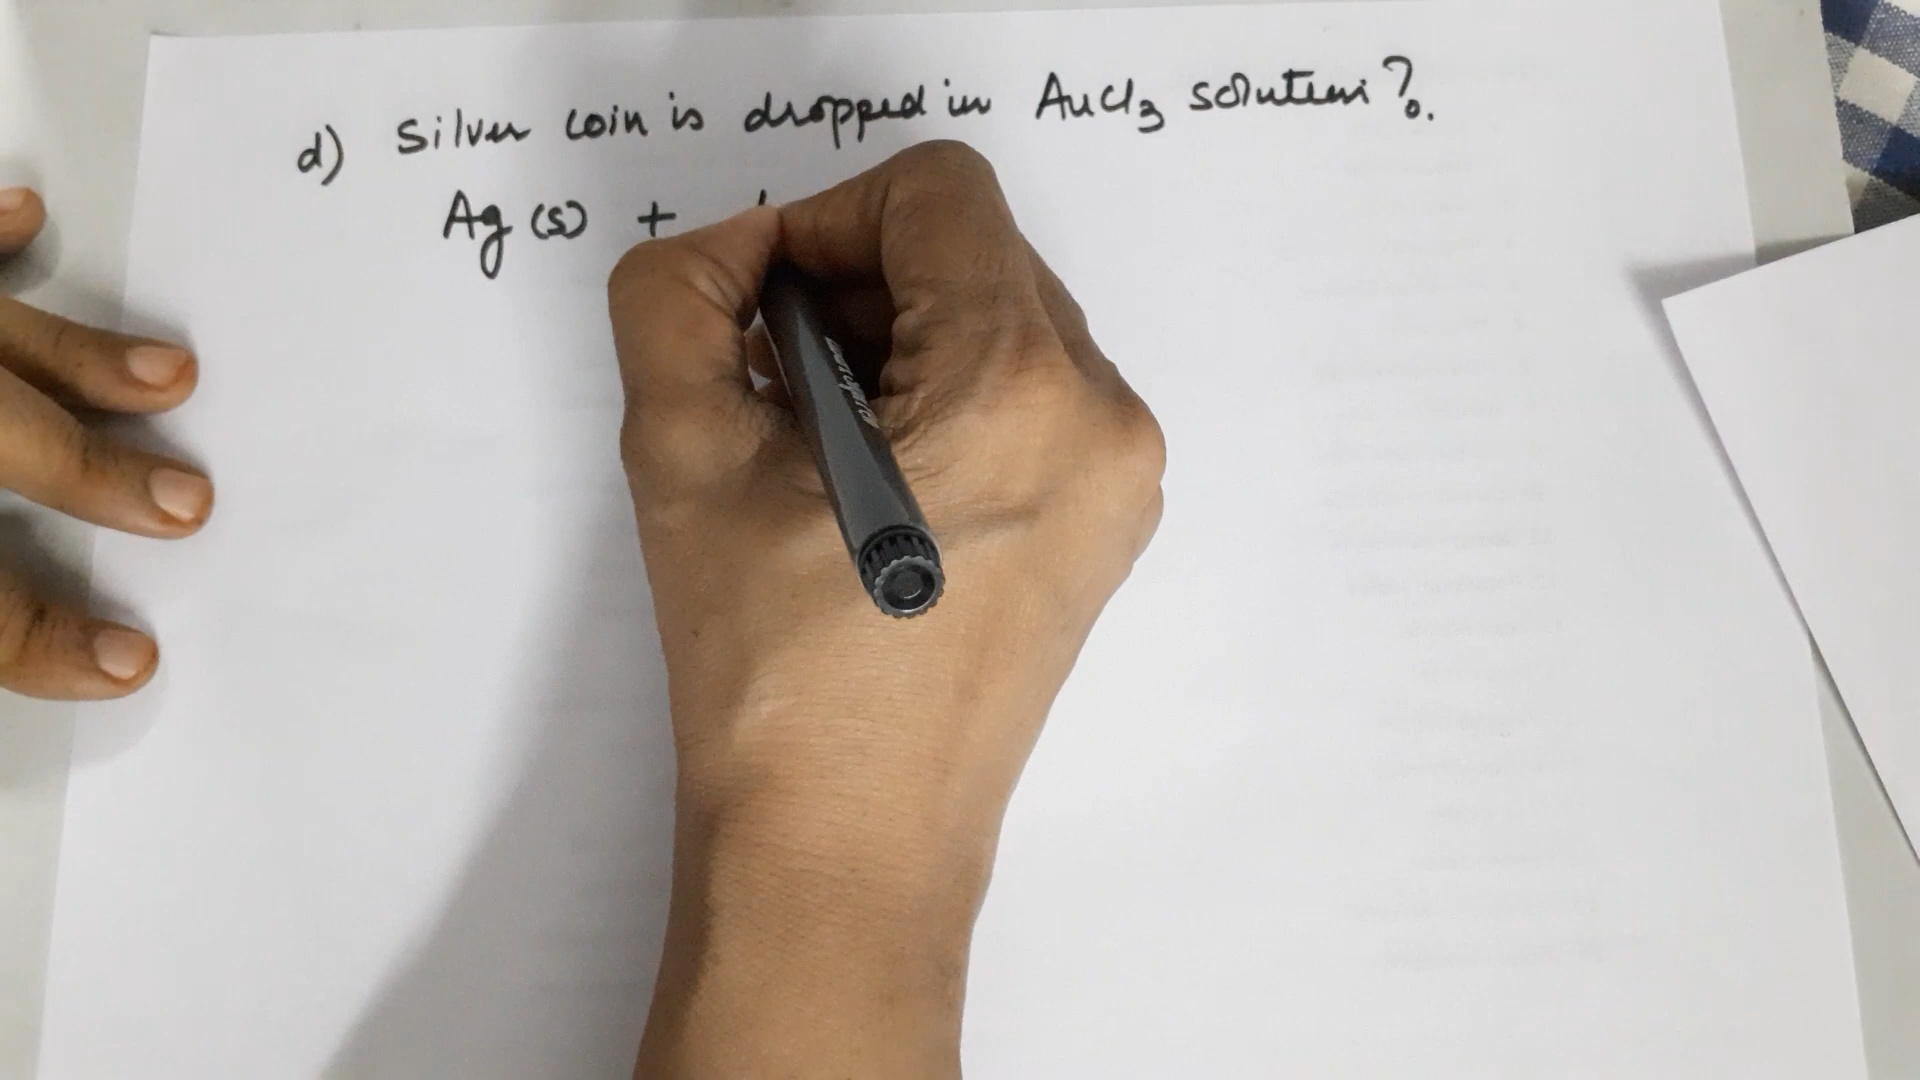 d) Silver coin is dropped in AuCl3 solution?.
Ag (s) +